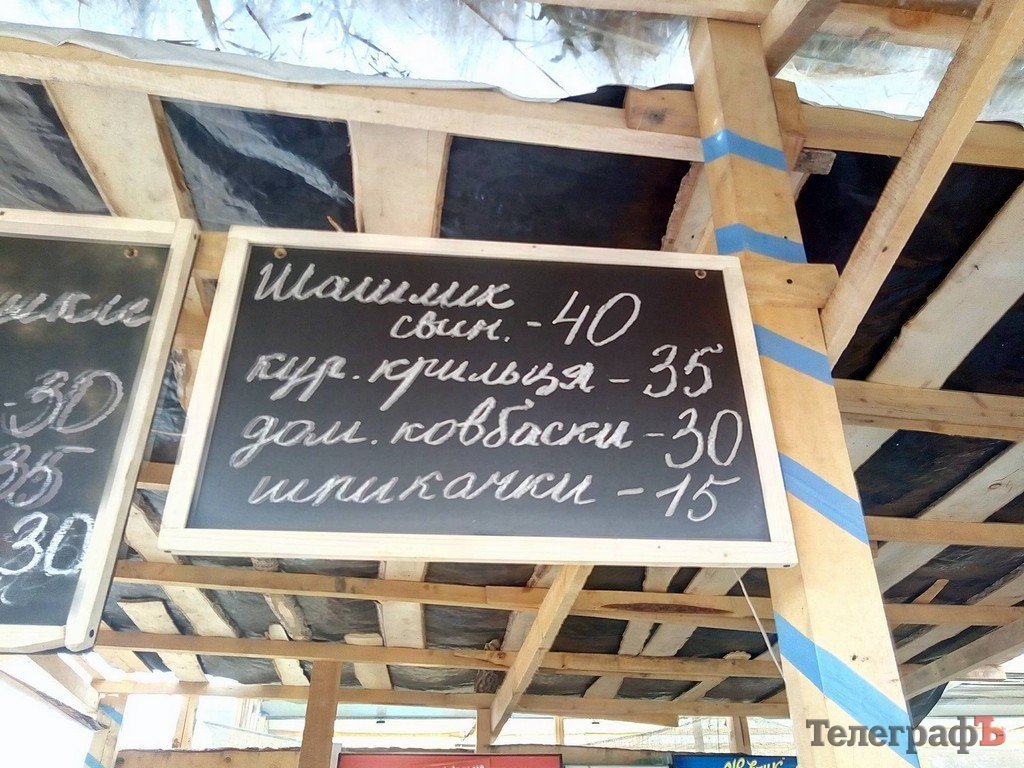 Шашлик
свин. - 40
кур. крильця - 35
дом. ковбаски - 30
шпикачки - 15
- 30
35
30
ТелеграфЪ